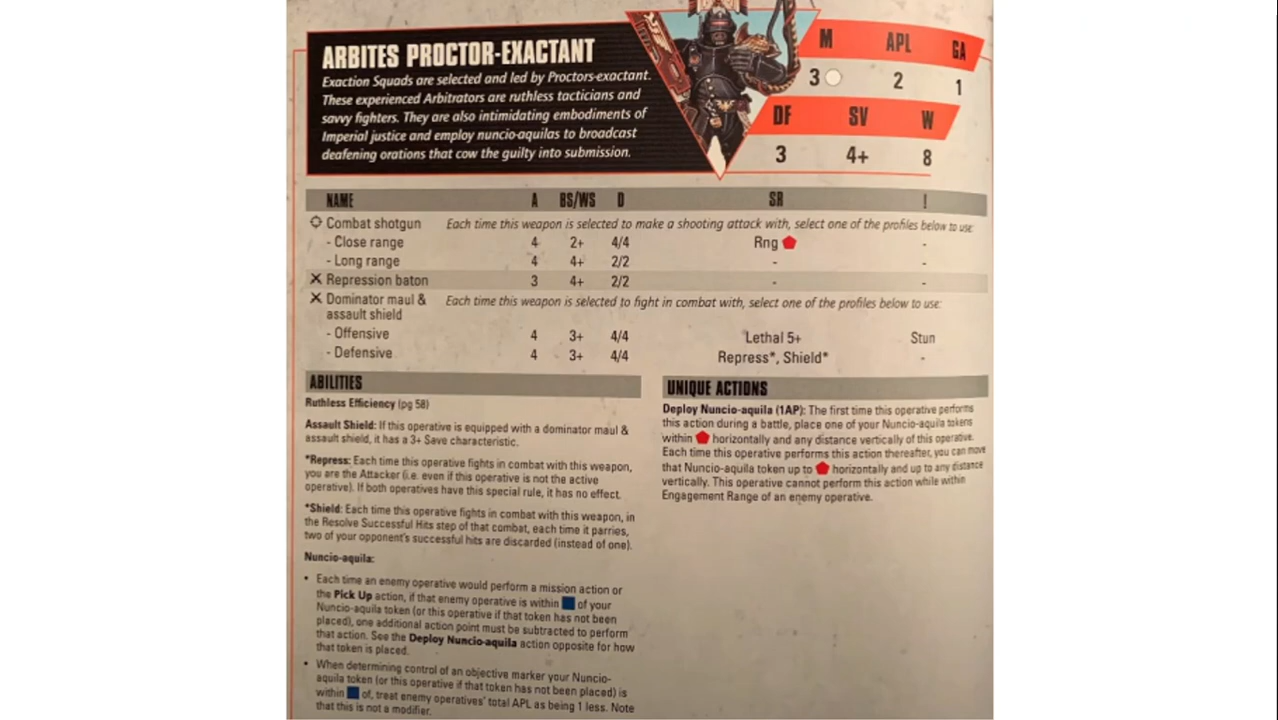 ARBITES PROCTOR-EXACTANT
Exaction Squads are selected and led by Proctors-exactant.
These experienced Arbitrators are ruthless tacticians and
savvy fighters. They are also intimidating embodiments of
Imperial justice and employ nuncio-aquilas to broadcast
deafening orations that cow the guilty into submission.
M APL GA
3 2 1
DF SV W
3 4+ 8
NAME A BS/WS D SR !
Combat shotgun Each time this weapon is selected to make a shooting attack with, select one of the profiles below to use:
- Close range 4 2+ 4/4 Rng -
- Long range 4 4+ 2/2 - -
Repression baton 3 4+ 2/2 - -
Dominator maul & Each time this weapon is selected to fight in combat with, select one of the profiles below to use:
assault shield
- Offensive 4 3+ 4/4 Lethal 5+ Stun
- Defensive 4 3+ 4/4 Repress*, Shield* -
ABILITIES
Ruthless Efficiency (pg 58)
Assault Shield: If this operative is equipped with a dominator maul &
assault shield, it has a 3+ Save characteristic.
*Repress: Each time this operative fights in combat with this weapon,
you are the Attacker (i.e. even if this operative is not the active
operative). If both operatives have this special rule, it has no effect.
*Shield: Each time this operative fights in combat with this weapon, in
the Resolve Successful Hits step of that combat, each time it parries,
two of your opponent's successful hits are discarded (instead of one).
Nuncio-aquila:
• Each time an enemy operative would perform a mission action or
the Pick Up action, if that enemy operative is within of your
Nuncio-aquila token (or this operative if that token has not been
placed), one additional action point must be subtracted to perform
that action. See the Deploy Nuncio-aquila action opposite for how
that token is placed.
• When determining control of an objective marker your Nuncio-
aquila token (or this operative if that token has not been placed) is
within of, treat enemy operatives' total APL as being 1 less. Note
that this is not a modifier.
UNIQUE ACTIONS
Deploy Nuncio-aquila (1AP): The first time this operative performs
this action during a battle, place one of your Nuncio-aquila tokens
within horizontally and any distance vertically of this operative.
Each time this operative performs this action thereafter, you can move
that Nuncio-aquila token up to horizontally and up to any distance
vertically. This operative cannot perform this action while within
Engagement Range of an enemy operative.